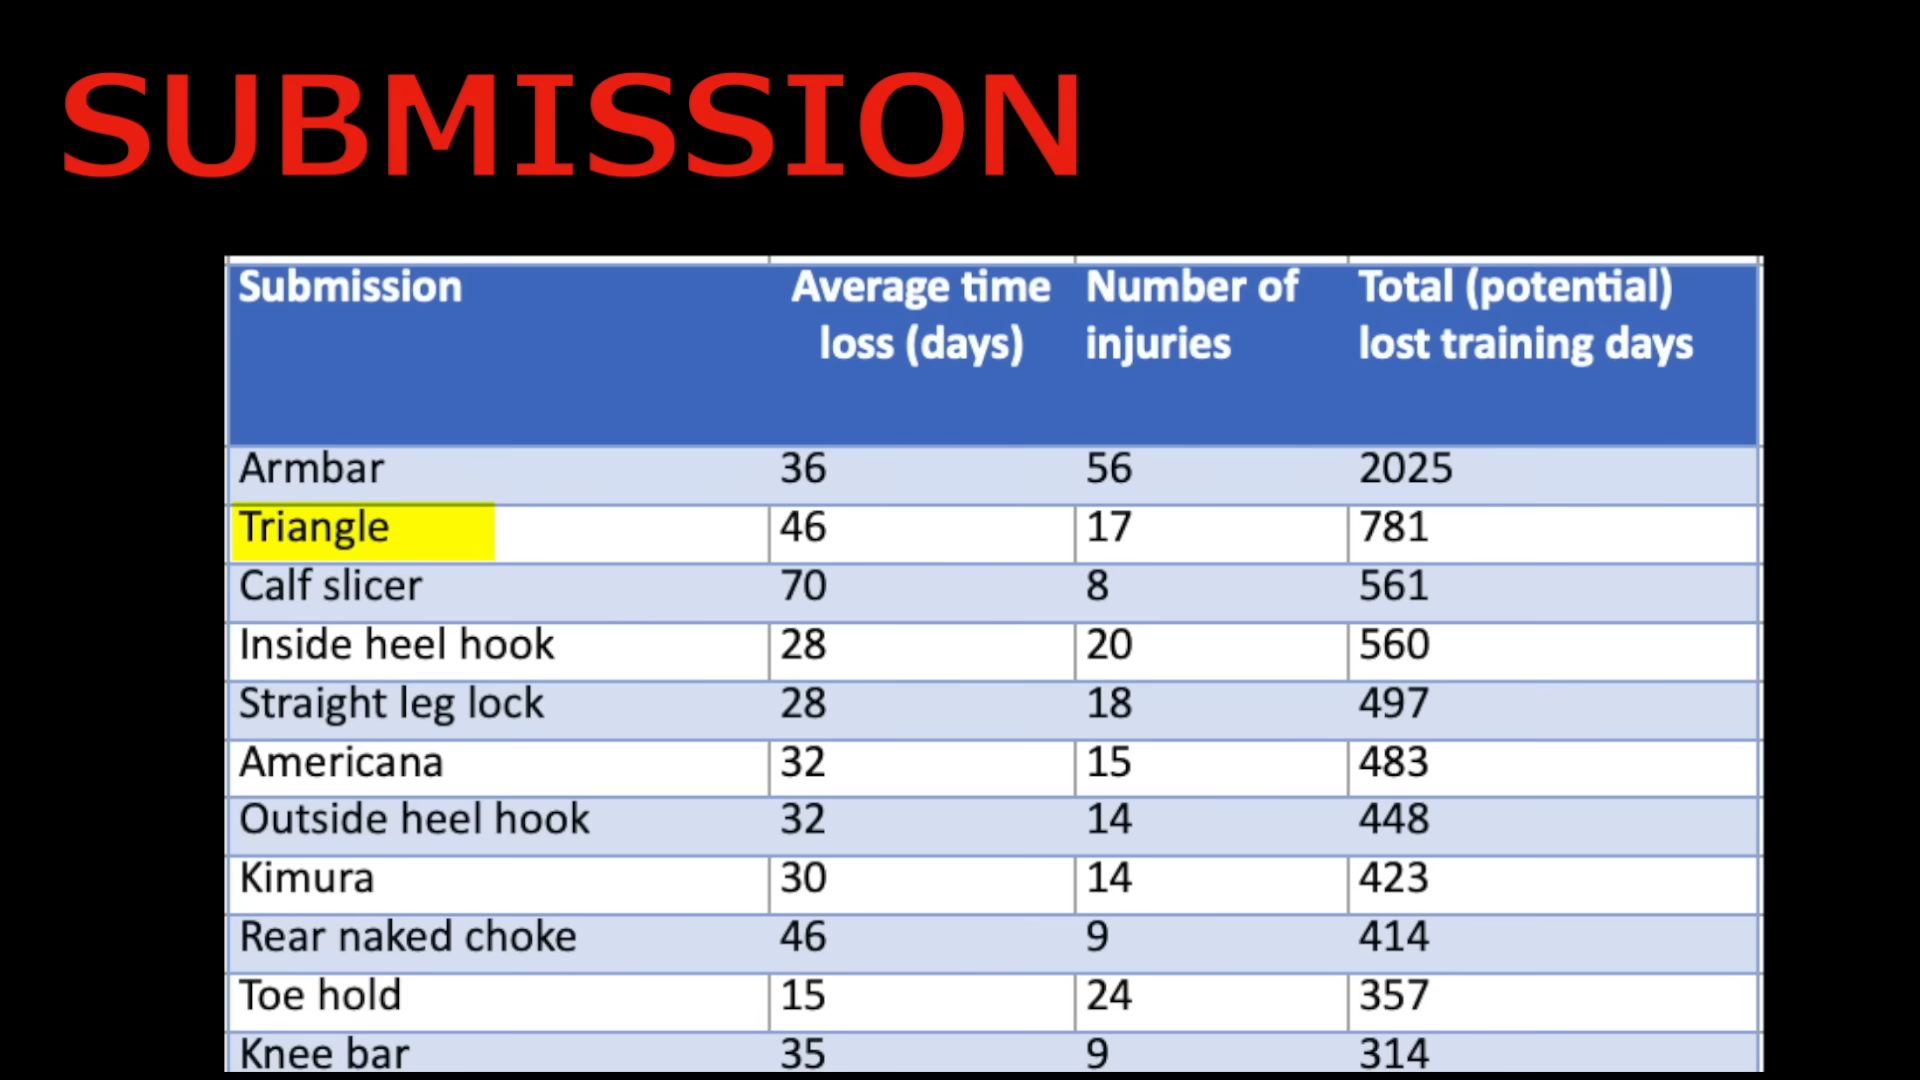 SUBMISSION
Submission Average time loss (days) Number of injuries Total (potential) lost training days
Armbar 36 56 2025
Triangle 46 17 781
Calf slicer 70 8 561
Inside heel hook 28 20 560
Straight leg lock 28 18 497
Americana 32 15 483
Outside heel hook 32 14 448
Kimura 30 14 423
Rear naked choke 46 9 414
Toe hold 15 24 357
Knee bar 35 9 314